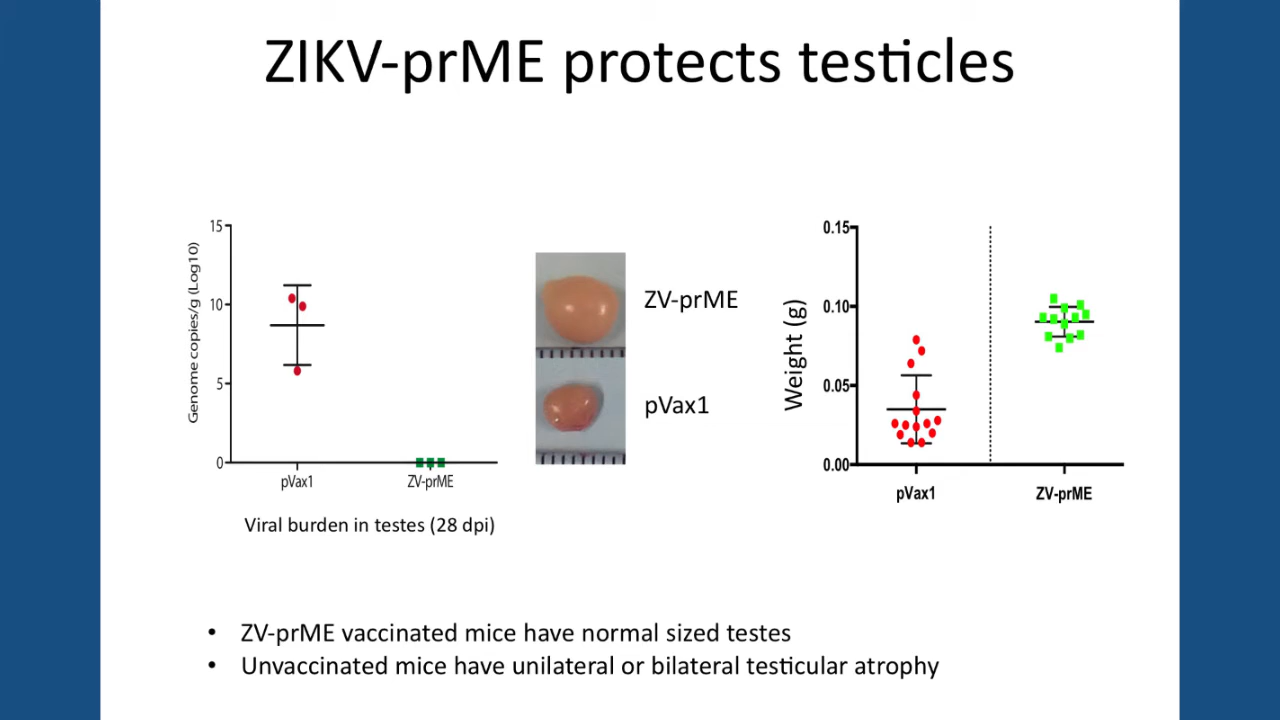 ZIKV-prME protects testicles
15
10
5
0
Genome copies/g (Log10)
pVax1
ZV-prME
Viral burden in testes (28 dpi)
ZV-prME
pVax1
0.15
0.10
0.05
0.00
Weight (g)
pVax1
ZV-prME
• ZV-prME vaccinated mice have normal sized testes
• Unvaccinated mice have unilateral or bilateral testicular atrophy